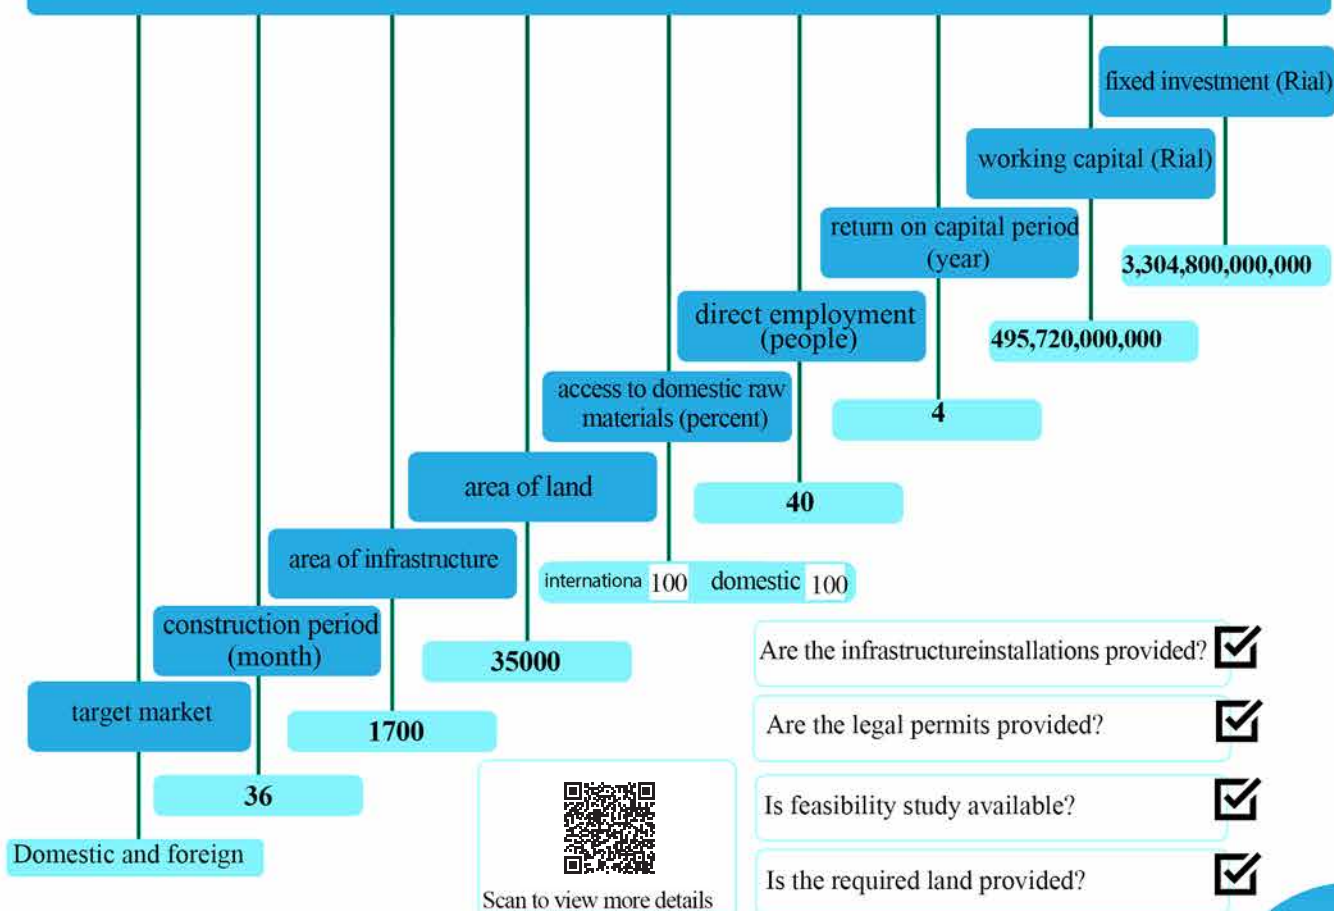 fixed investment (Rial)
3,304,800,000,000
working capital (Rial)
495,720,000,000
return on capital period
(year)
4
direct employment
(people)
40
access to domestic raw
materials (percent)
internationa 100 domestic 100
area of land
35000
area of infrastructure
1700
construction period
(month)
36
target market
Domestic and foreign
Are the infrastructureinstallations provided?
Are the legal permits provided?
Is feasibility study available?
Is the required land provided?
Scan to view more details